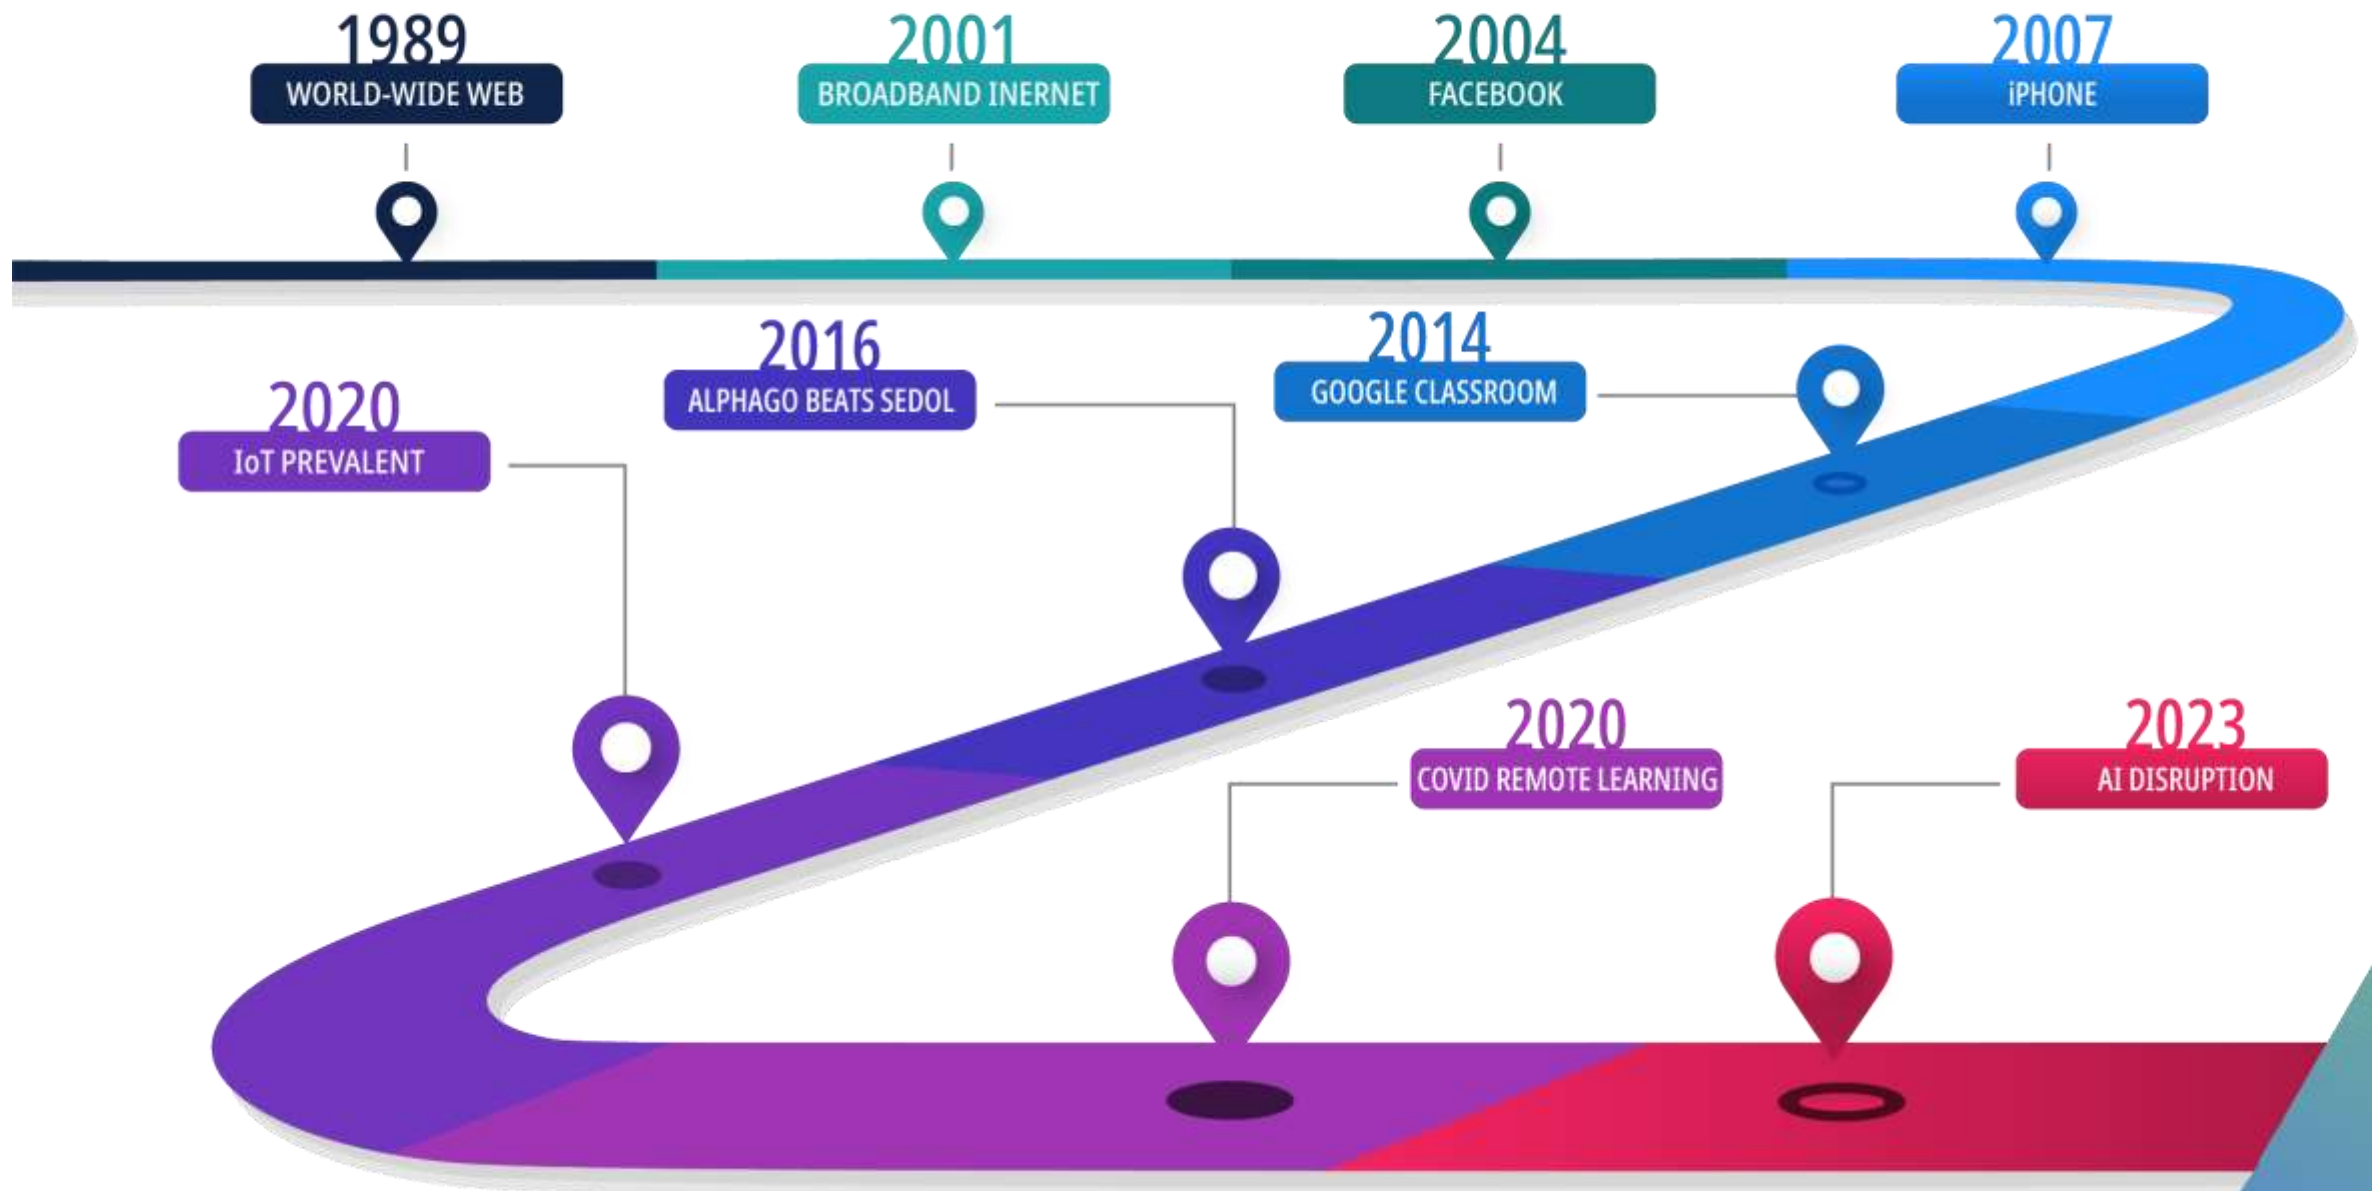 1989
WORLD-WIDE WEB
2001
BROADBAND INERNET
2004
FACEBOOK
2007
iPHONE
2014
GOOGLE CLASSROOM
2016
ALPHAGO BEATS SEDOL
2020
IoT PREVALENT
2020
COVID REMOTE LEARNING
2023
AI DISRUPTION